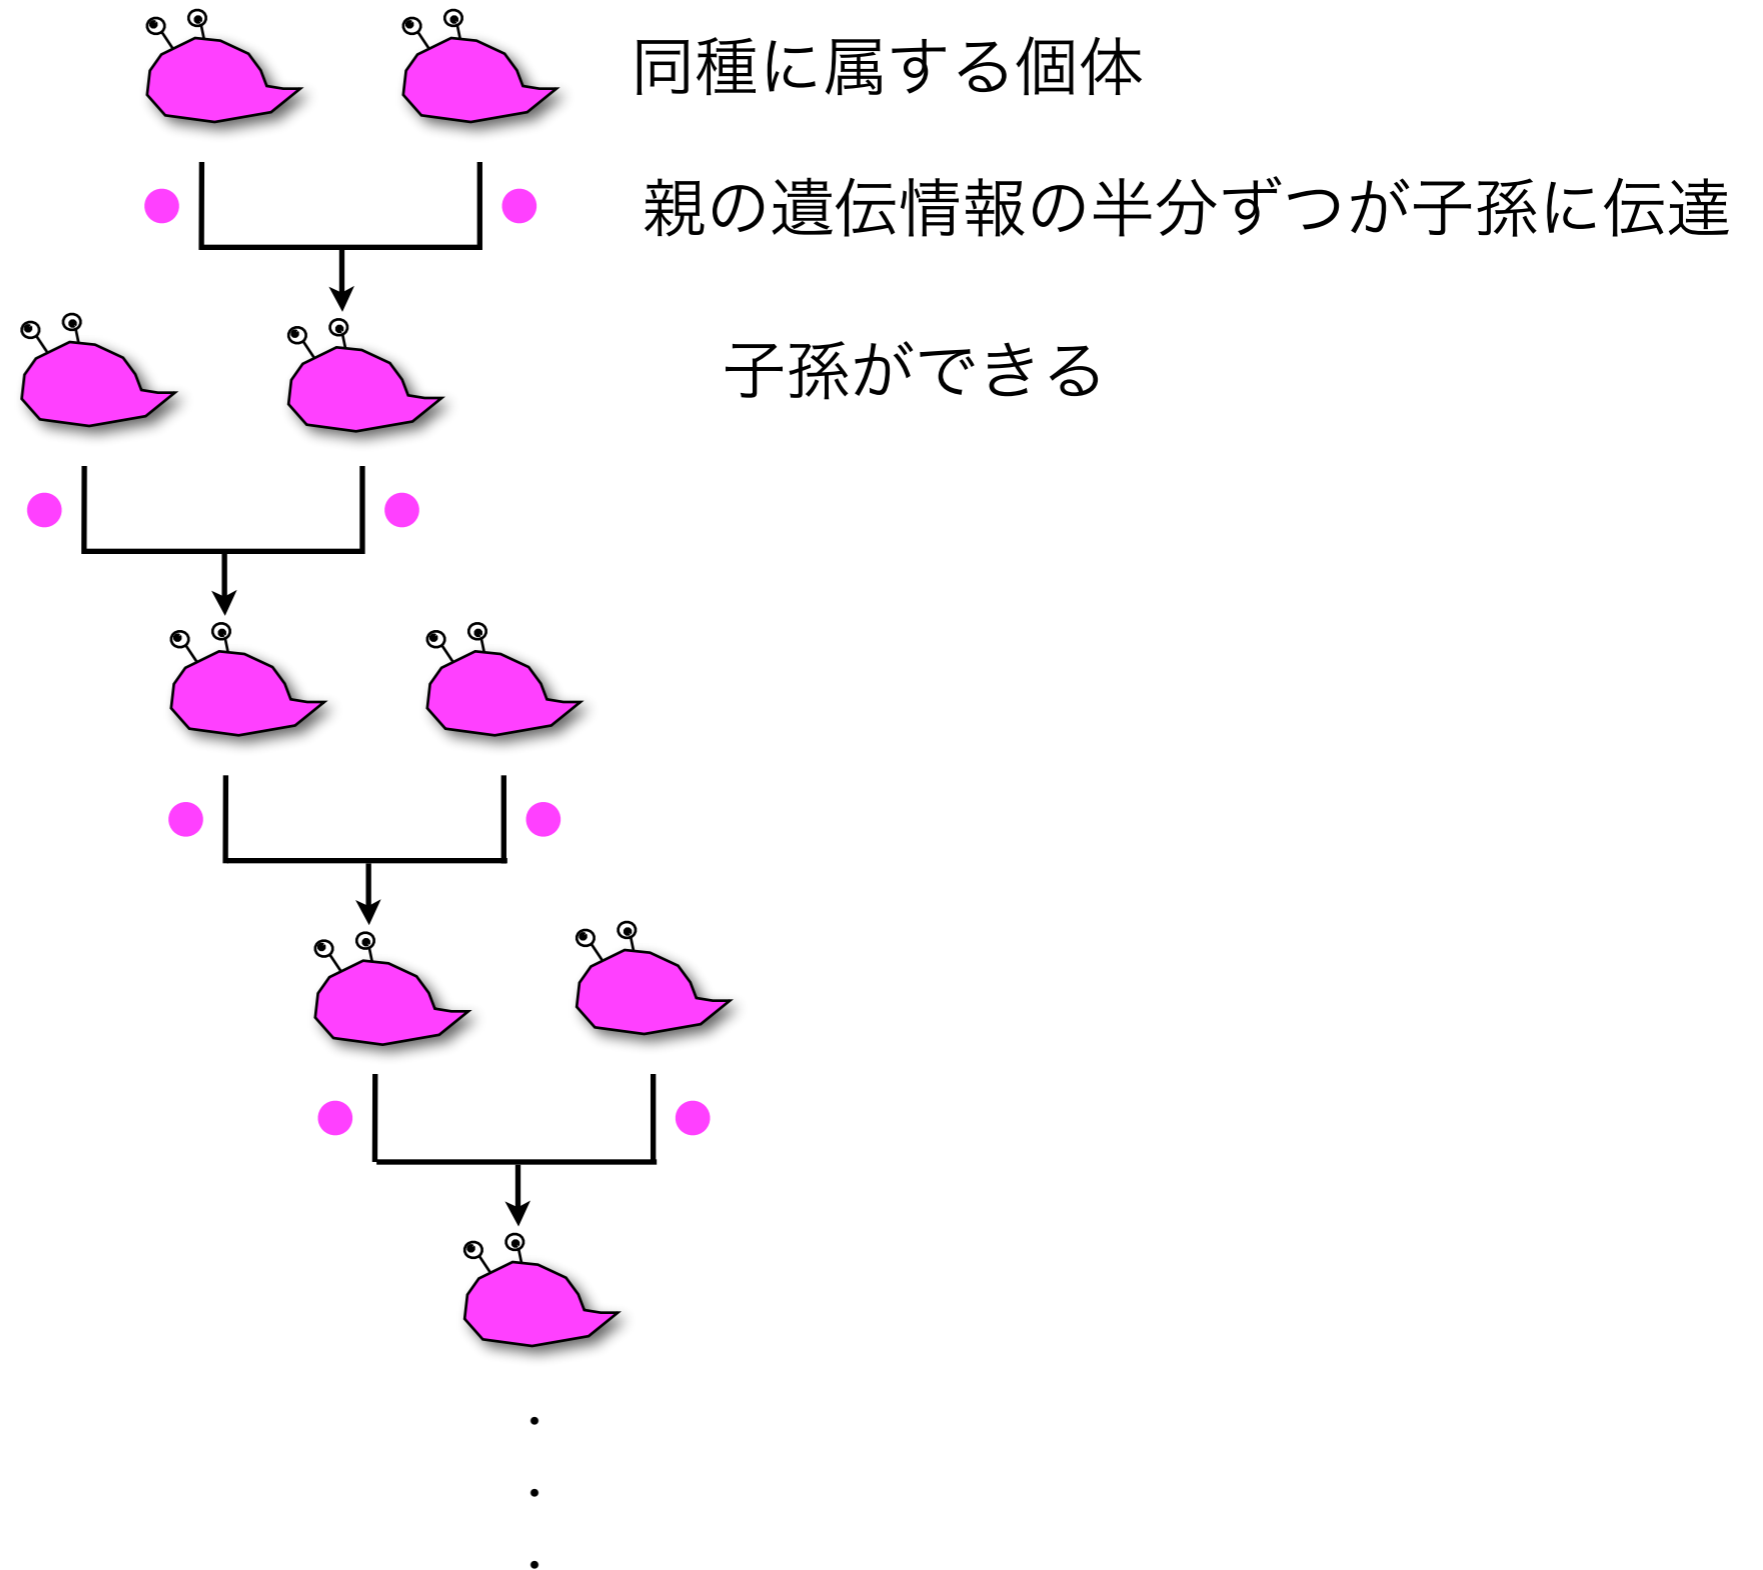 同種に属する個体
親の遺伝情報の半分ずつが子孫に伝達
子孫ができる